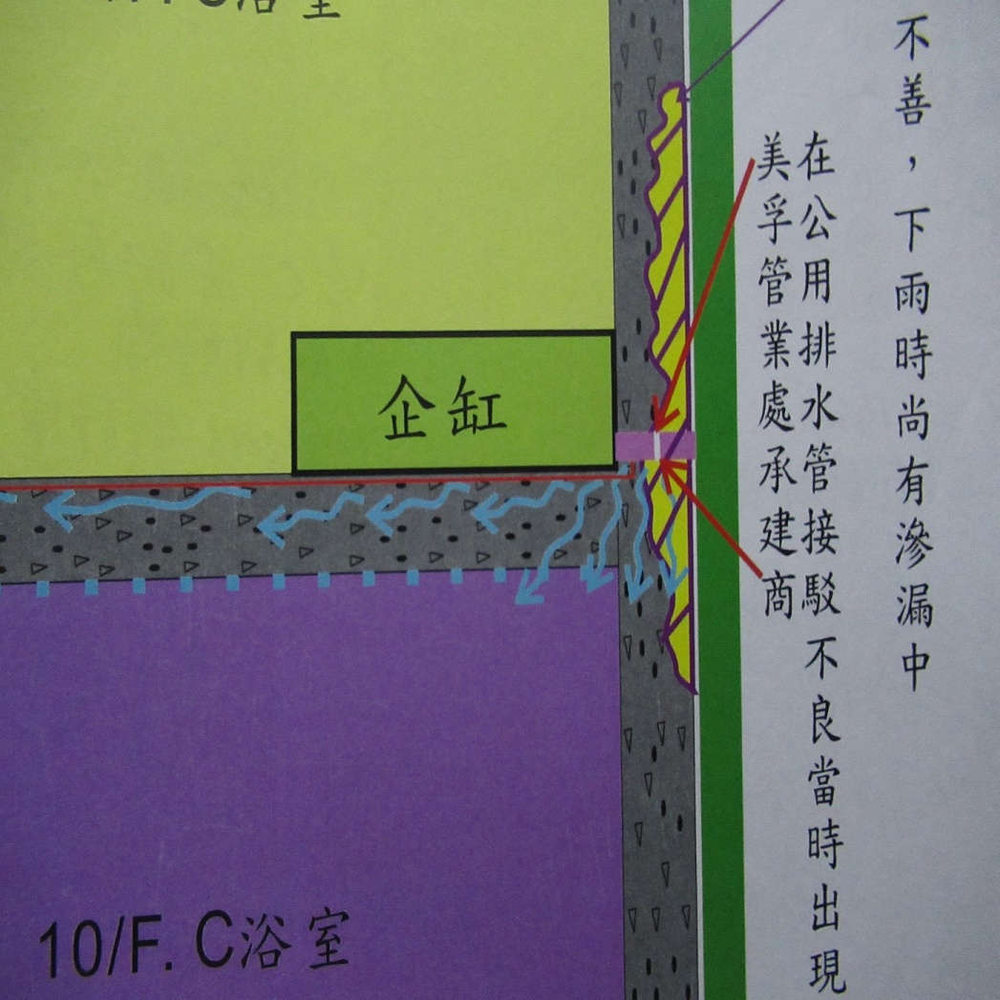 不善，下雨時尚有滲漏中
在公用排水管接駁不良當時出現
美孚管業處承建商
浴室
企缸
10/F. C浴室